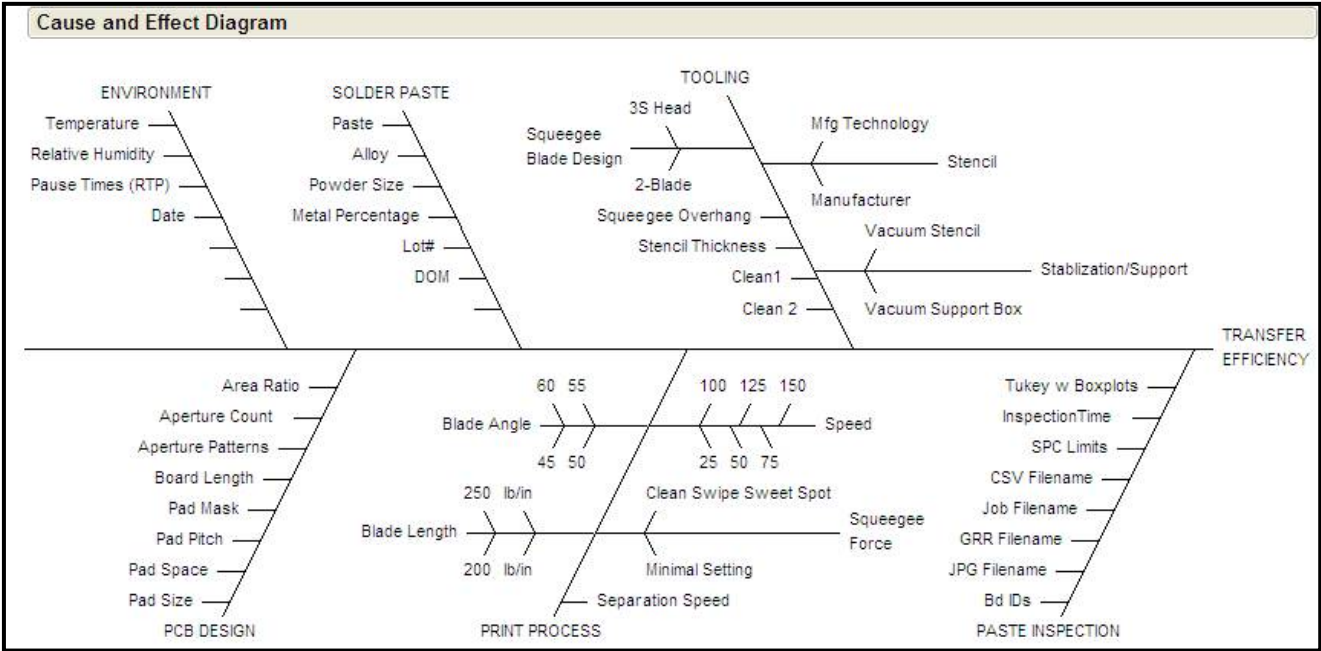 Cause and Effect Diagram
ENVIRONMENT
Temperature
Relative Humidity
Pause Times (RTP)
Date
SOLDER PASTE
Paste
Alloy
Powder Size
Metal Percentage
Lot#
DOM
TOOLING
3S Head
Squeegee
Blade Design
2-Blade
Squeegee Overhang
Stencil Thickness
Clean1
Clean 2
Mfg Technology
Stencil
Manufacturer
Vacuum Stencil
Stablization/Support
Vacuum Support Box
TRANSFER
EFFICIENCY
Area Ratio
Aperture Count
Aperture Patterns
Board Length
Pad Mask
Pad Pitch
Pad Space
Pad Size
PCB DESIGN
60 55
Blade Angle
45 50
100 125 150
Speed
25 50 75
250 lb/in
Blade Length
200 lb/in
Clean Swipe Sweet Spot
Squeegee
Force
Minimal Setting
Separation Speed
PRINT PROCESS
Tukey w Boxplots
InspectionTime
SPC Limits
CSV Filename
Job Filename
GRR Filename
JPG Filename
Bd IDs
PASTE INSPECTION